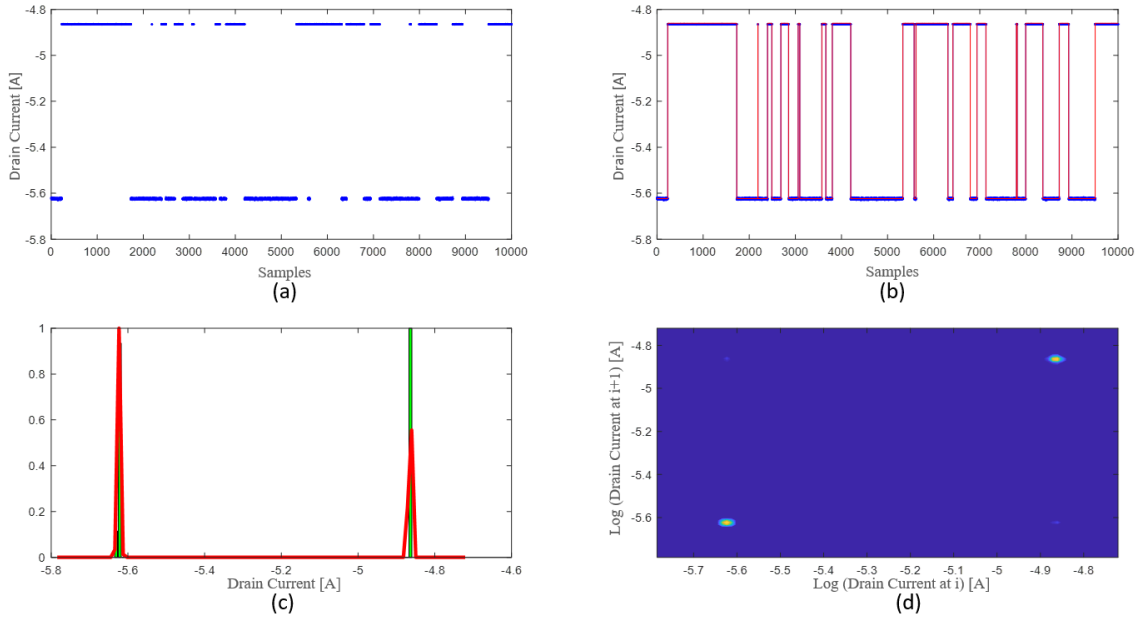 -4.8
-5
-5.2
-5.4
-5.6
-5.8
Drain Current [A]
0 1000 2000 3000 4000 5000 6000 7000 8000 9000 10000
Samples
(a)
-4.8
-5
-5.2
-5.4
-5.6
-5.8
Drain Current [A]
0 1000 2000 3000 4000 5000 6000 7000 8000 9000 10000
Samples
(b)
1
0.8
0.6
0.4
0.2
0
-5.8 -5.6 -5.4 -5.2 -5 -4.8 -4.6
Drain Current [A]
(c)
-4.8
-5
-5.2
-5.4
-5.6
Log (Drain Current at i+1) [A]
-5.7 -5.6 -5.5 -5.4 -5.3 -5.2 -5.1 -5 -4.9 -4.8
Log (Drain Current at i) [A]
(d)